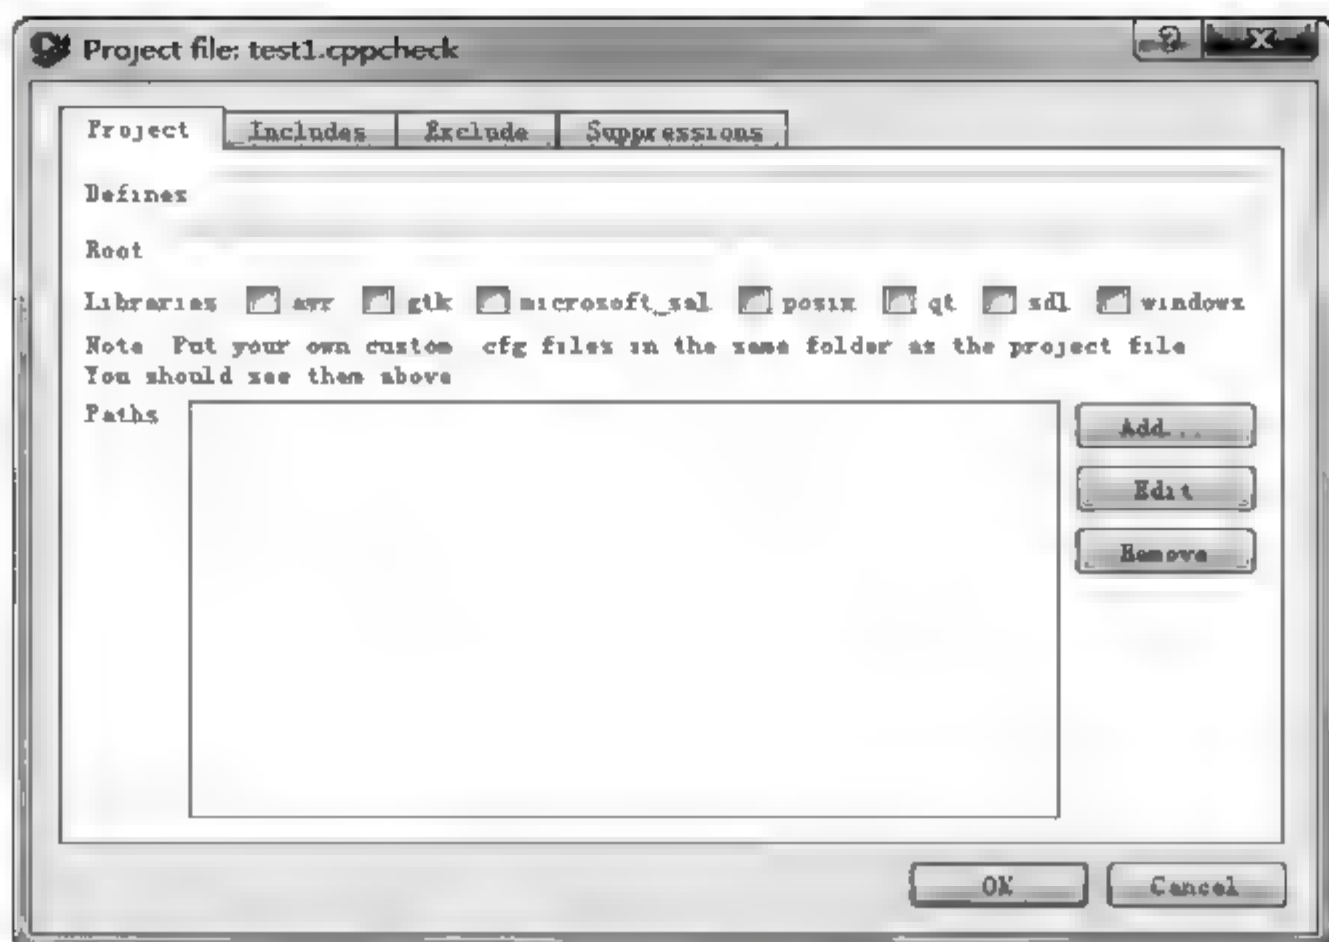 Project file: test1.cppcheck
Project Includes Exclude Suppressions
Defines
Root
Libraries avr gtk microsoft_sal posix qt sdl windows
Note Put your own custom cfg files in the same folder as the project file
You should see them above
Paths
Add...
Edit
Remove
OK Cancel